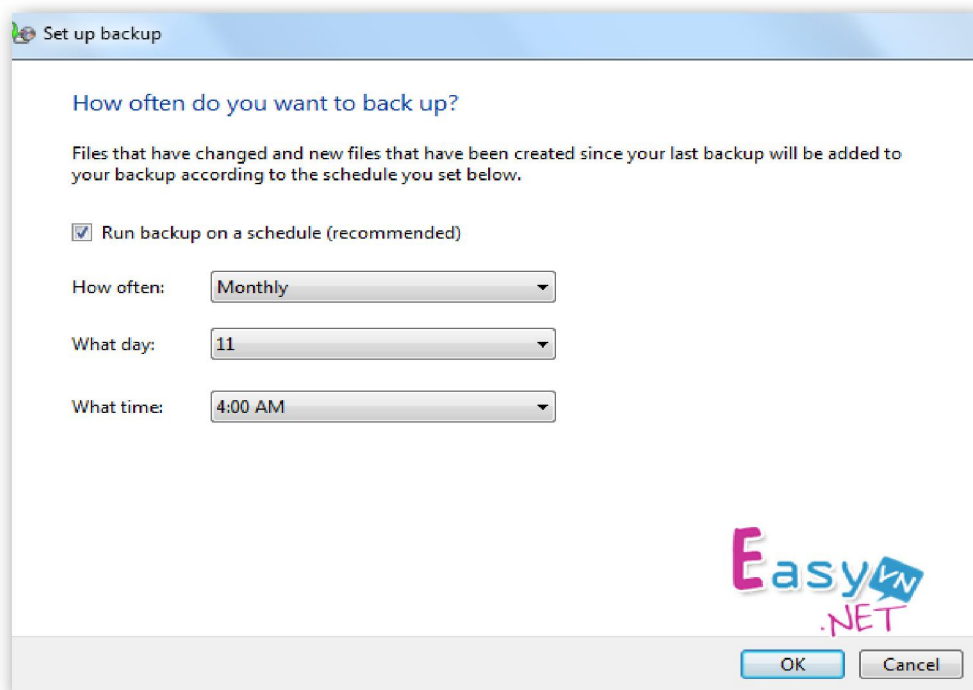 Set up backup
How often do you want to back up?
Files that have changed and new files that have been created since your last backup will be added to
your backup according to the schedule you set below.
Run backup on a schedule (recommended)
How often: Monthly
What day: 11
What time: 4:00 AM
Easy VN
.NET
OK Cancel